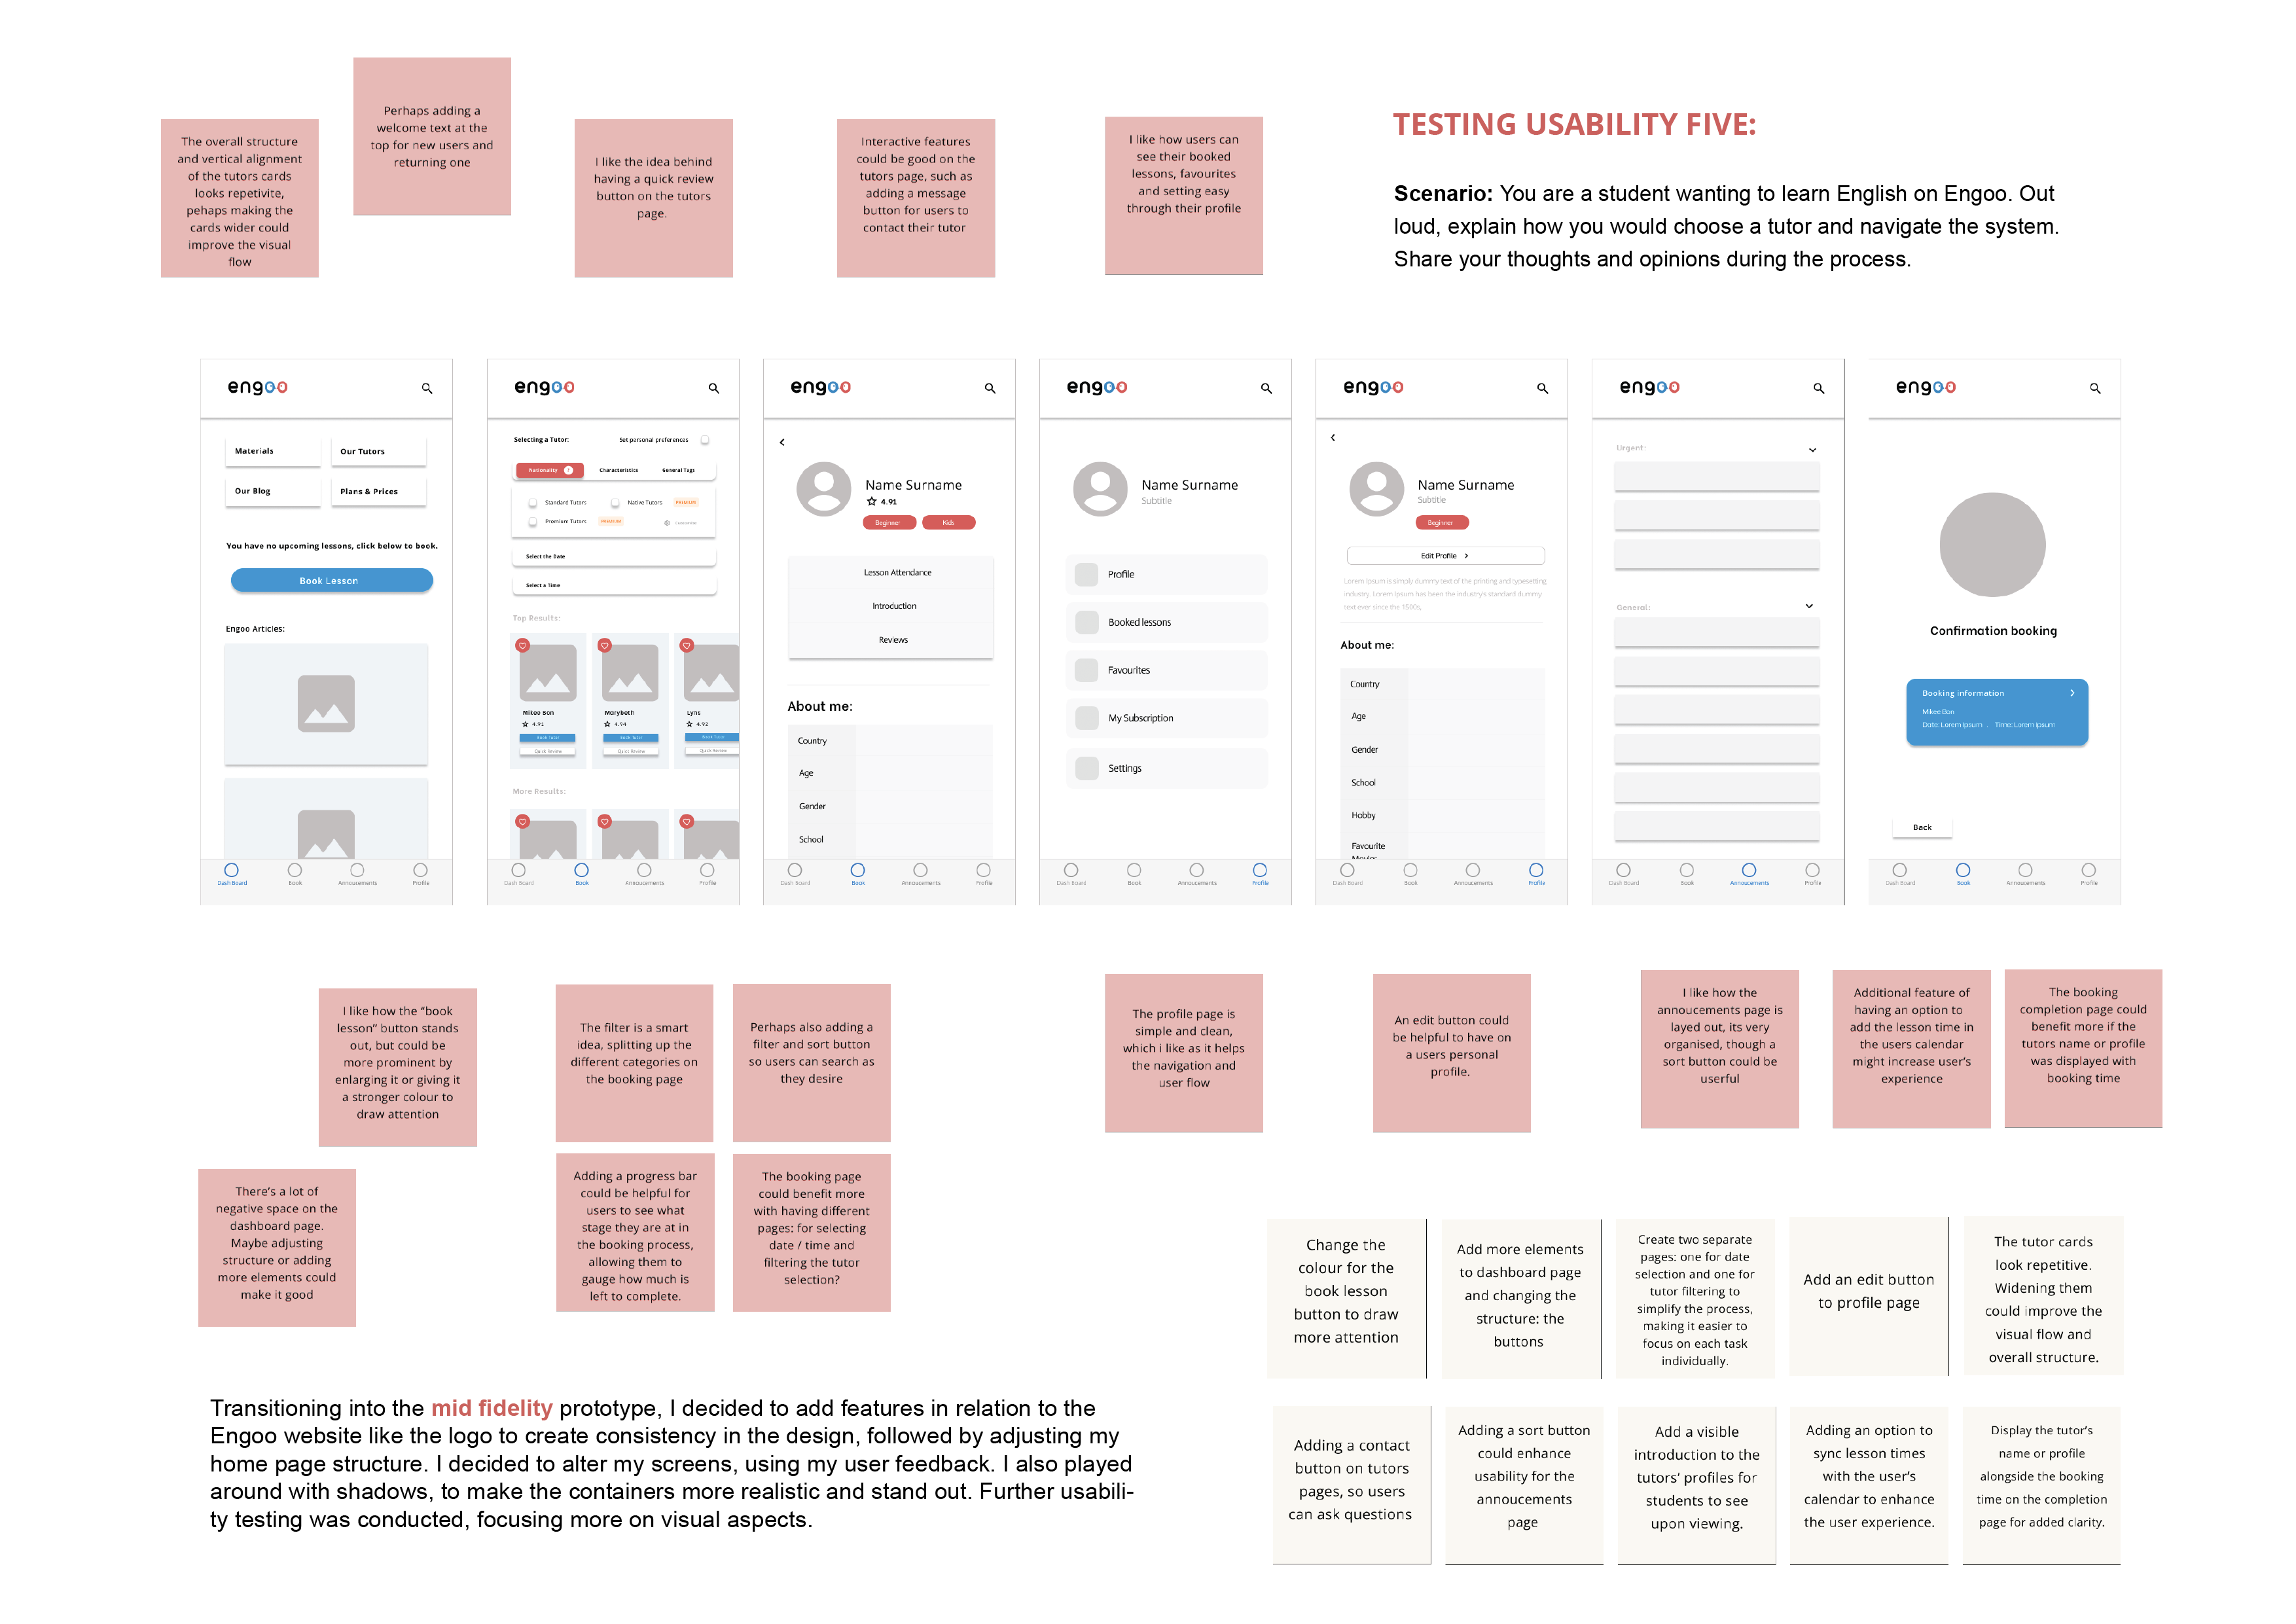 The overall structure
and vertical alignment
of the tutors cards
looks repetivite,
pehaps making the
cards wider could
improve the visual
flow
Perhaps adding a
welcome text at the
top for new users and
returning one
I like the idea behind
having a quick review
button on the tutors
page.
Interactive features
could be good on the
tutors page, such as
adding a message
button for users to
contact their tutor
I like how users can
see their booked
lessons, favourites
and setting easy
through their profile
TESTING USABILITY FIVE:
Scenario: You are a student wanting to learn English on Engoo. Out
loud, explain how you would choose a tutor and navigate the system.
Share your thoughts and opinions during the process.
engoo
Materials
Our Tutors
Our Blog
Plans & Prices
You have no upcoming lessons, click below to book.
Book Lesson
Engoo Articles:
Dash Board
Book
Annoucements
Profile
engoo
Selecting a Tutor:
Set personal preferences
Nationality
Characteristics
General Tags
Standard Tutors
Native Tutors
PREMIUM
Premium Tutors
PREMIUM
Select the Date
Select a Time
Top Results:
Mikee Bon
4.91
Book Tutor
Quick Review
Marybeth
4.94
Book Tutor
Quick Review
Lyns
4.92
Book Tutor
Quick Review
More Results:
Dash Board
Book
Annoucements
Profile
engoo
Name Surname
4.91
Beginner
Kids
Lesson Attendance
Introduction
Reviews
About me:
Country
Age
Gender
School
Dash Board
Book
Annoucements
Profile
engoo
Name Surname
Subtitle
Profile
Booked lessons
Favourites
My Subscription
Settings
Dash Board
Book
Annoucements
Profile
engoo
Name Surname
Subtitle
Beginner
Edit Profile
Lorem Ipsum is simply dummy text of the printing and typesetting
industry. Lorem Ipsum has been the industry's standard dummy
text ever since the 1500s,
About me:
Country
Age
Gender
School
Hobby
Favourite
Movies
Dash Board
Book
Annoucements
Profile
engoo
Urgent:
General:
Dash Board
Book
Annoucements
Profile
engoo
Confirmation booking
Booking information
Mikee Bon
Date: Lorem Ipsum , Time: Lorem Ipsum
Back
Dash Board
Book
Annoucements
Profile
I like how the "book
lesson" button stands
out, but could be
more prominent by
enlarging it or giving it
a stronger colour to
draw attention
The filter is a smart
idea, splitting up the
different categories on
the booking page
Perhaps also adding a
filter and sort button
so users can search as
they desire
The profile page is
simple and clean,
which i like as it helps
the navigation and
user flow
An edit button could
be helpful to have on
a users personal
profile.
I like how the
annoucements page is
layed out, its very
organised, though a
sort button could be
userful
Additional feature of
having an option to
add the lesson time in
the users calendar
might increase user's
experience
The booking
completion page could
benefit more if the
tutors name or profile
was displayed with
booking time
There's a lot of
negative space on the
dashboard page.
Maybe adjusting
structure or adding
more elements could
make it good
Adding a progress bar
could be helpful for
users to see what
stage they are at in
the booking process,
allowing them to
gauge how much is
left to complete.
The booking page
could benefit more
with having different
pages: for selecting
date / time and
filtering the tutor
selection?
Change the
colour for the
book lesson
button to draw
more attention
Add more elements
to dashboard page
and changing the
structure: the
buttons
Create two separate
pages: one for date
selection and one for
tutor filtering to
simplify the process,
making it easier to
focus on each task
individually.
Add an edit button
to profile page
The tutor cards
look repetitive.
Widening them
could improve the
visual flow and
overall structure.
Transitioning into the mid fidelity prototype, I decided to add features in relation to the
Engoo website like the logo to create consistency in the design, followed by adjusting my
home page structure. I decided to alter my screens, using my user feedback. I also played
around with shadows, to make the containers more realistic and stand out. Further usabili-
ty testing was conducted, focusing more on visual aspects.
Adding a contact
button on tutors
pages, so users
can ask questions
Adding a sort button
could enhance
usability for the
annoucements
page
Add a visible
introduction to the
tutors' profiles for
students to see
upon viewing.
Adding an option to
sync lesson times
with the user's
calendar to enhance
the user experience.
Display the tutor's
name or profile
alongside the booking
time on the completion
page for added clarity.